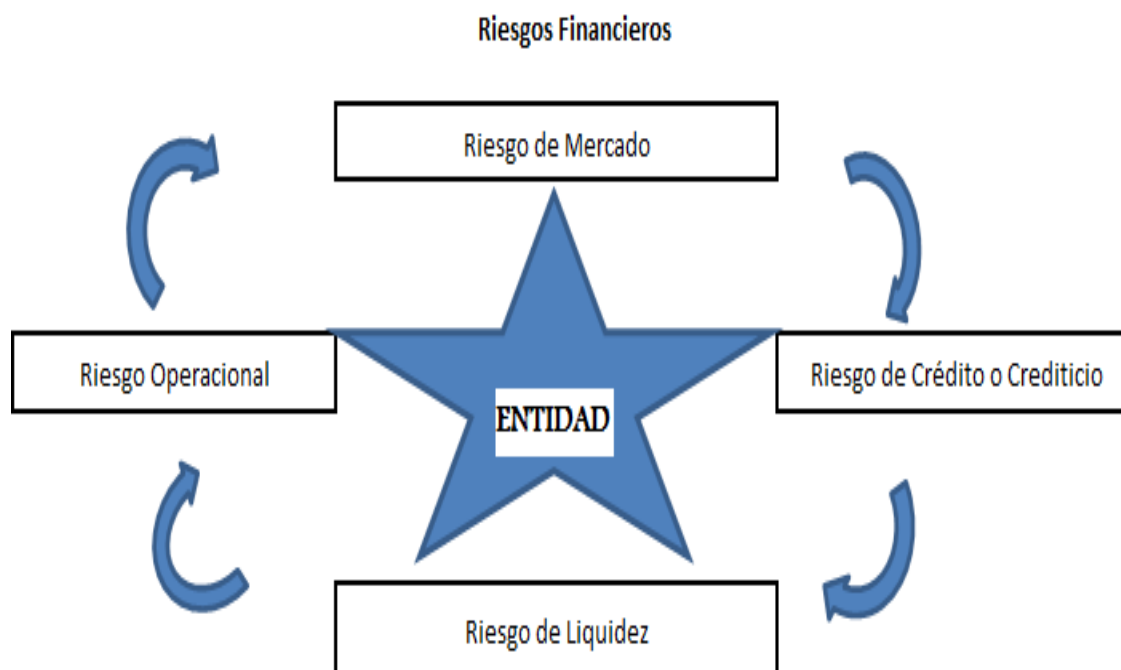 Riesgos Financieros
Riesgo de Mercado
Riesgo Operacional
Riesgo de Crédito o Crediticio
ENTIDAD
Riesgo de Liquidez